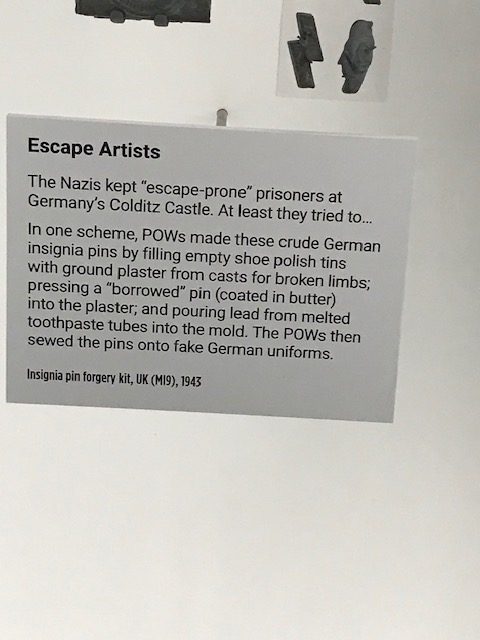 Escape Artists
The Nazis kept “escape-prone” prisoners at
Germany’s Colditz Castle. At least they tried to...
In one scheme, POWs made these crude German
insignia pins by filling empty shoe polish tins
with ground plaster from casts for broken limbs;
pressing a “borrowed” pin (coated in butter)
into the plaster; and pouring lead from melted
toothpaste tubes into the mold. The POWs then
sewed the pins onto fake German uniforms.
Insignia pin forgery kit, UK (MI9), 1943